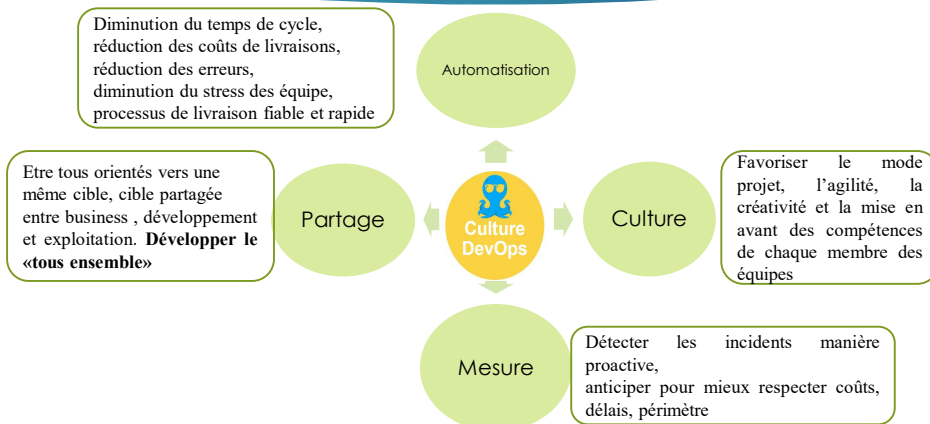 Diminution du temps de cycle,
réduction des coûts de livraisons,
réduction des erreurs,
diminution du stress des équipe,
processus de livraison fiable et rapide
Automatisation
Etre tous orientés vers une
même cible, cible partagée
entre business , développement
et exploitation. Développer le
«tous ensemble»
Partage
Culture
DevOps
Culture
Favoriser le mode
projet, l’agilité, la
créativité et la mise en
avant des compétences
de chaque membre des
équipes
Mesure
Détecter les incidents manière
proactive,
anticiper pour mieux respecter coûts,
délais, périmètre